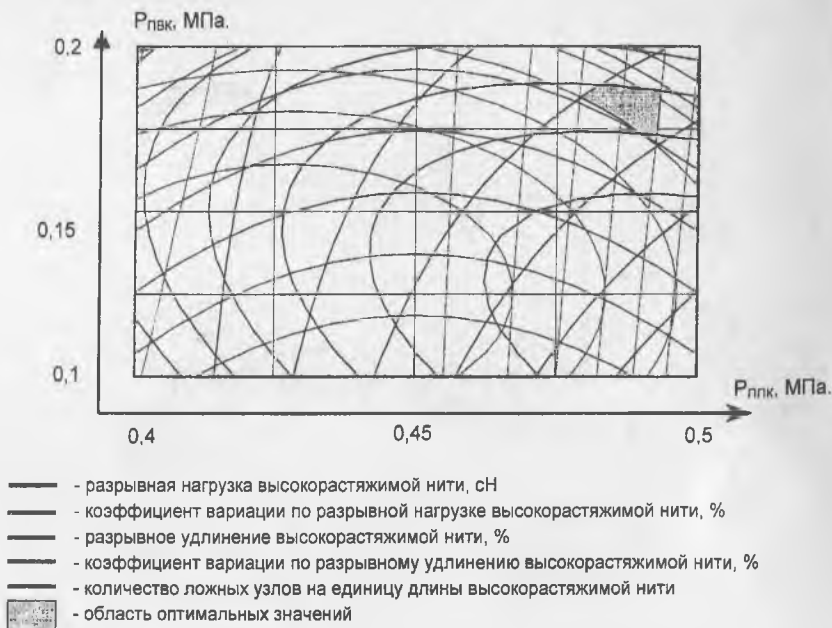 Рпвк, МПа.
0,2
0,15
0,1
Рппк, МПа.
0,4
0,45
0,5
- разрывная нагрузка высокорастяжимой нити, сН
- коэффициент вариации по разрывной нагрузке высокорастяжимой нити, %
- разрывное удлинение высокорастяжимой нити, %
- коэффициент вариации по разрывному удлинению высокорастяжимой нити, %
- количество ложных узлов на единицу длины высокорастяжимой нити
- область оптимальных значений